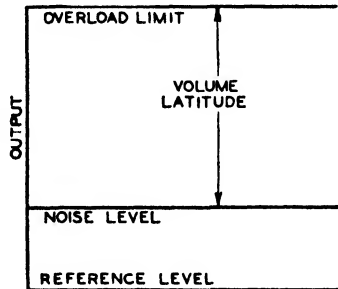 OVERLOAD LIMIT
VOLUME
LATITUDE
OUTPUT
NOISE LEVEL
REFERENCE LEVEL